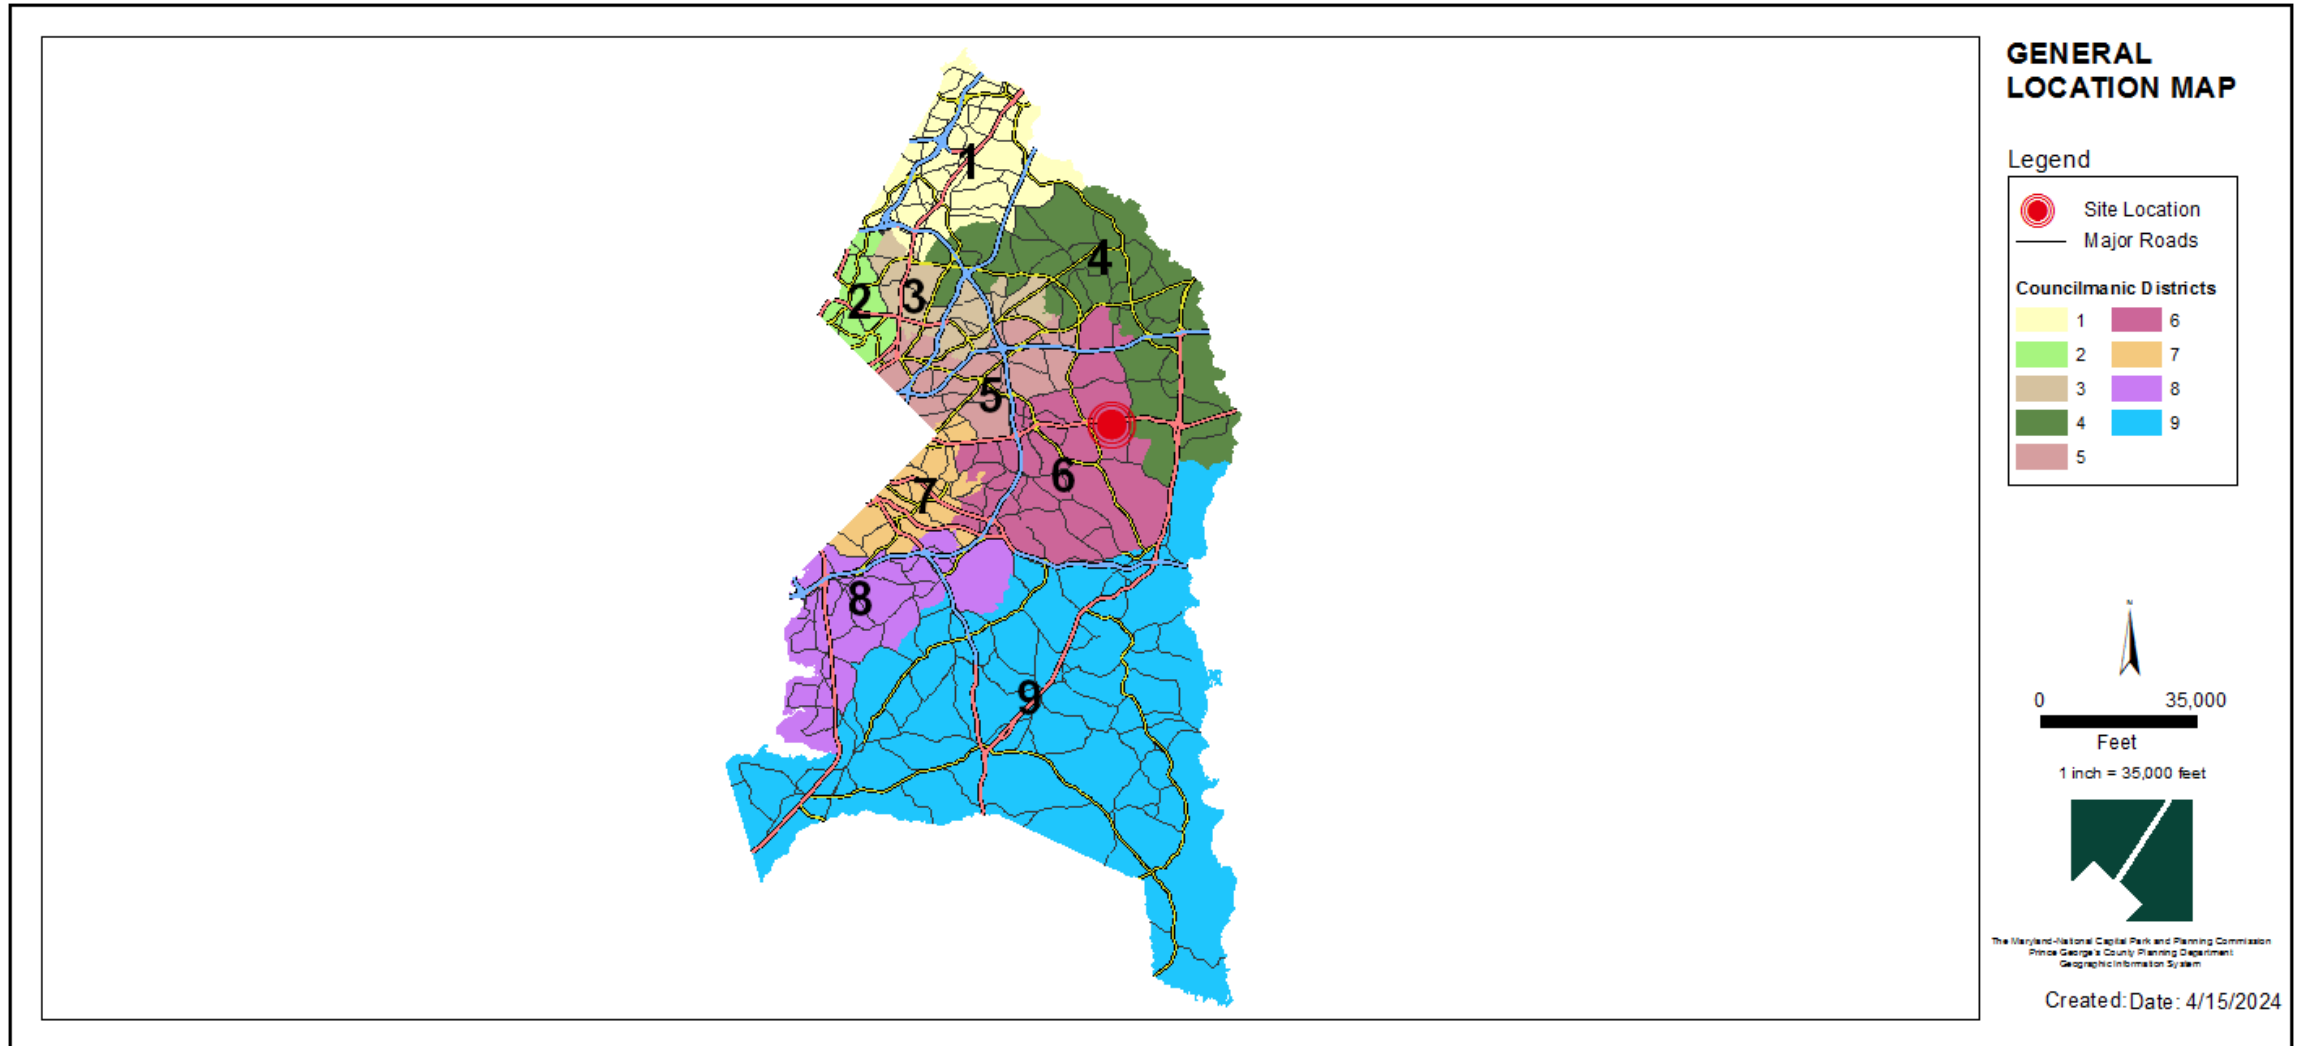 GENERAL
LOCATION MAP
Legend
Site Location
Major Roads
Councilmanic Districts
1
6
2
7
3
8
4
9
5
1
4
2
3
5
6
7
8
9
N
0
35,000
Feet
1 inch = 35,000 feet
The Maryland-National Capital Park and Planning Commission
Prince George's County Planning Department
Geographic Information System
Created: Date: 4/15/2024